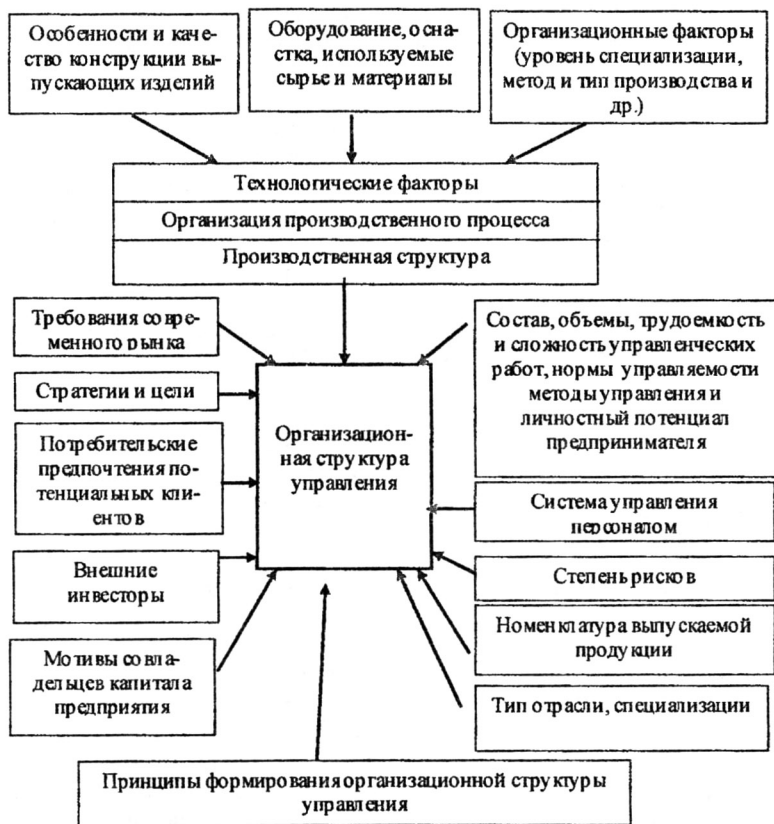 Особенности и каче-
ство конструкции вы-
пускающих изделий
Оборудование, осна-
стка, используемые
сырье и материалы
Организационные факторы
(уровень специализации,
метод и тип производства и
др.)
Технологические факторы
Организация производственного процесса
Производственная структура
Требования совре-
менного рынка
Стратегии и цели
Потребительские
предпочтения по-
тенциальных кли-
ентов
Внешние
инвесторы
Мотивы совла-
дельцев капитала
предприятия
Организацион-
ная структура
управления
Состав, объемы, трудоемкость
и сложность управленческих
работ, нормы управляемости
методы управления и
личностный потенциал
предпринимателя
Система управления
персоналом
Степень рисков
Номенклатура выпускаемой
продукции
Тип отрасли, специализации
Принципы формирования организационной структуры
управления